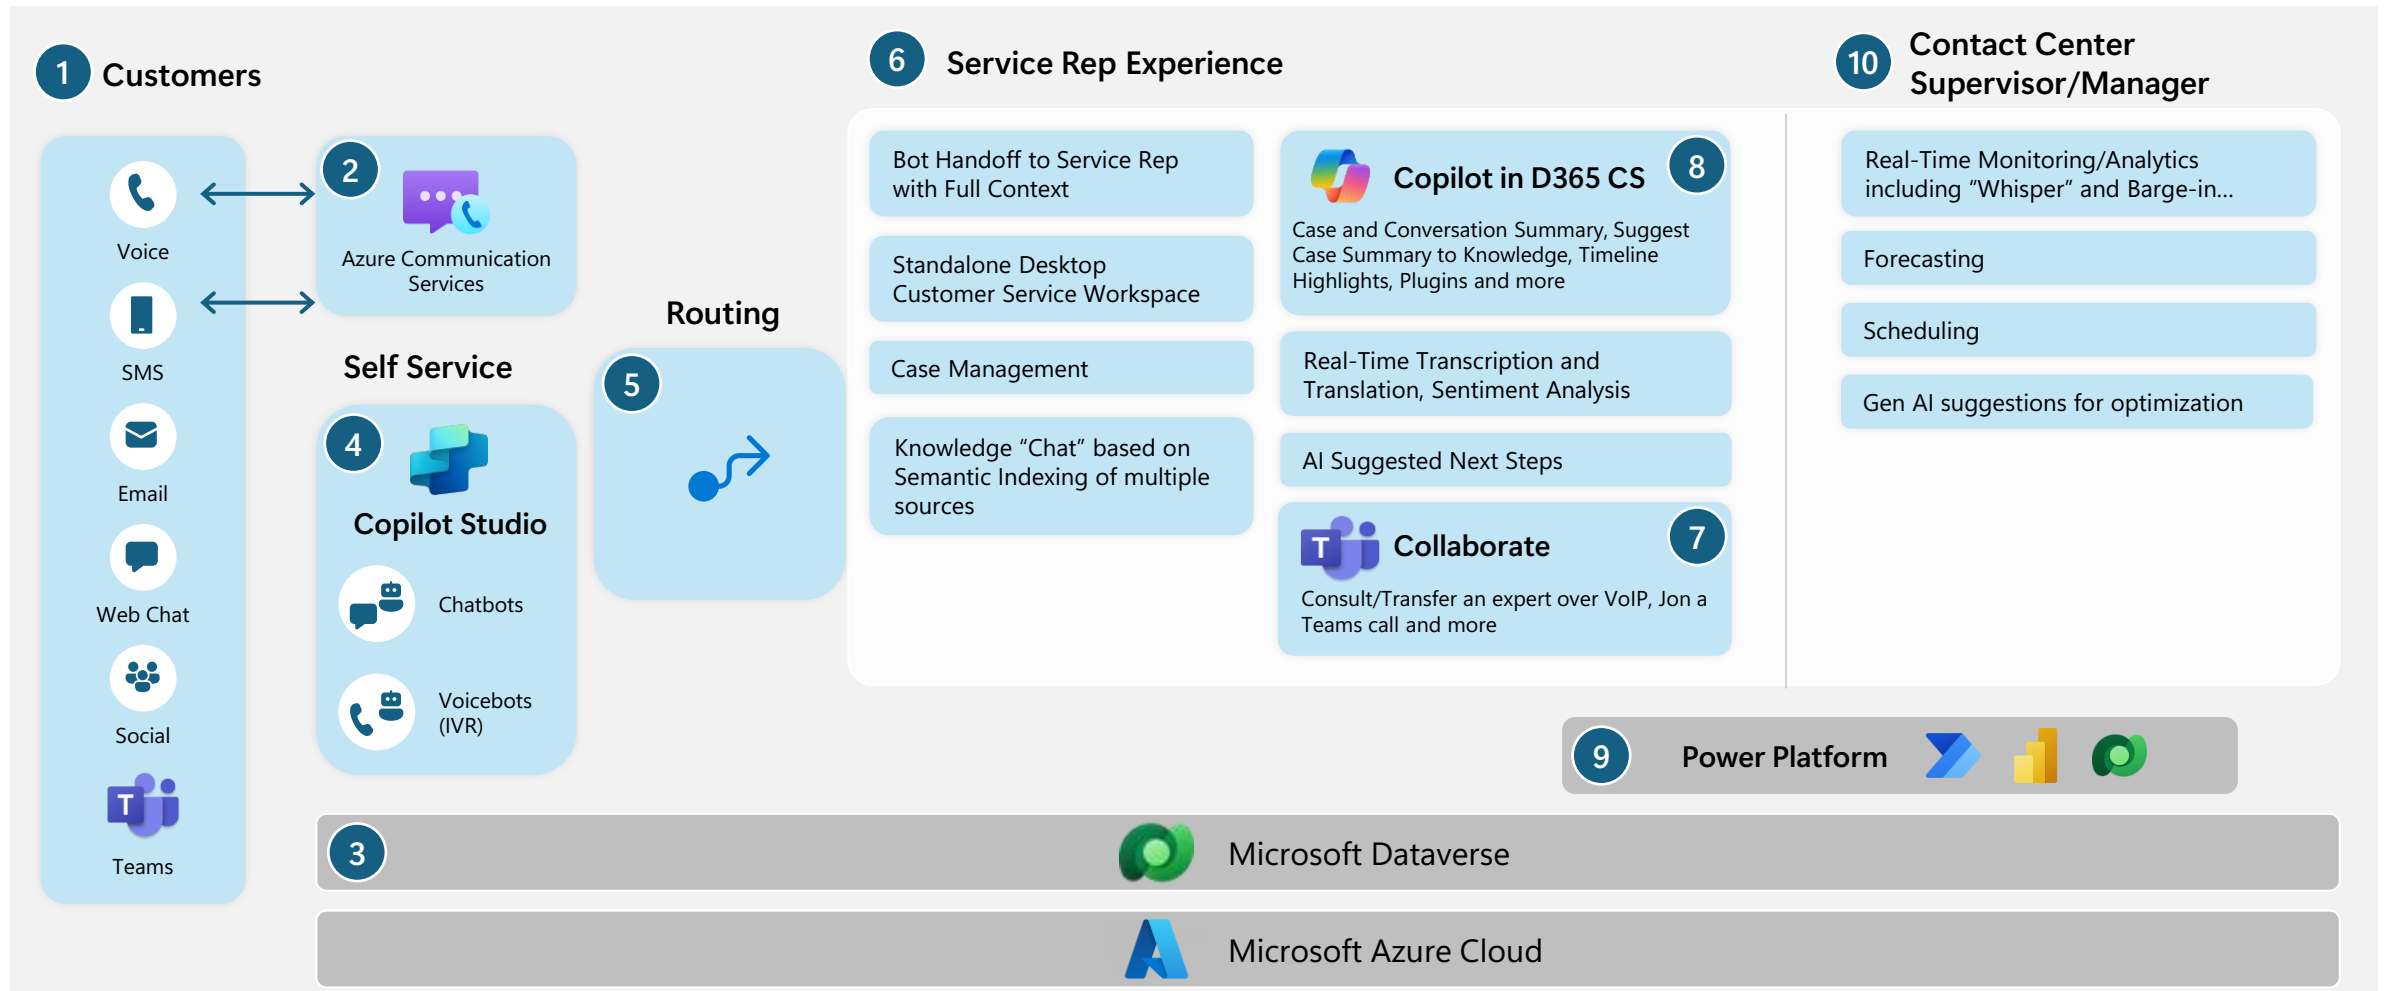 1 Customers
Voice
SMS
Email
Web Chat
Social
T
Teams
2
Azure Communication
Services
Self Service
4
Copilot Studio
Chatbots
Voicebots
(IVR)
Routing
5
6 Service Rep Experience
Bot Handoff to Service Rep
with Full Context
Standalone Desktop
Customer Service Workspace
Case Management
Knowledge “Chat” based on
Semantic Indexing of multiple
sources
Copilot in D365 CS 8
Case and Conversation Summary, Suggest
Case Summary to Knowledge, Timeline
Highlights, Plugins and more
Real-Time Transcription and
Translation, Sentiment Analysis
AI Suggested Next Steps
T Collaborate 7
Consult/Transfer an expert over VoIP, Jon a
Teams call and more
10 Contact Center
Supervisor/Manager
Real-Time Monitoring/Analytics
including “Whisper” and Barge-in...
Forecasting
Scheduling
Gen AI suggestions for optimization
9 Power Platform
3 Microsoft Dataverse
Microsoft Azure Cloud